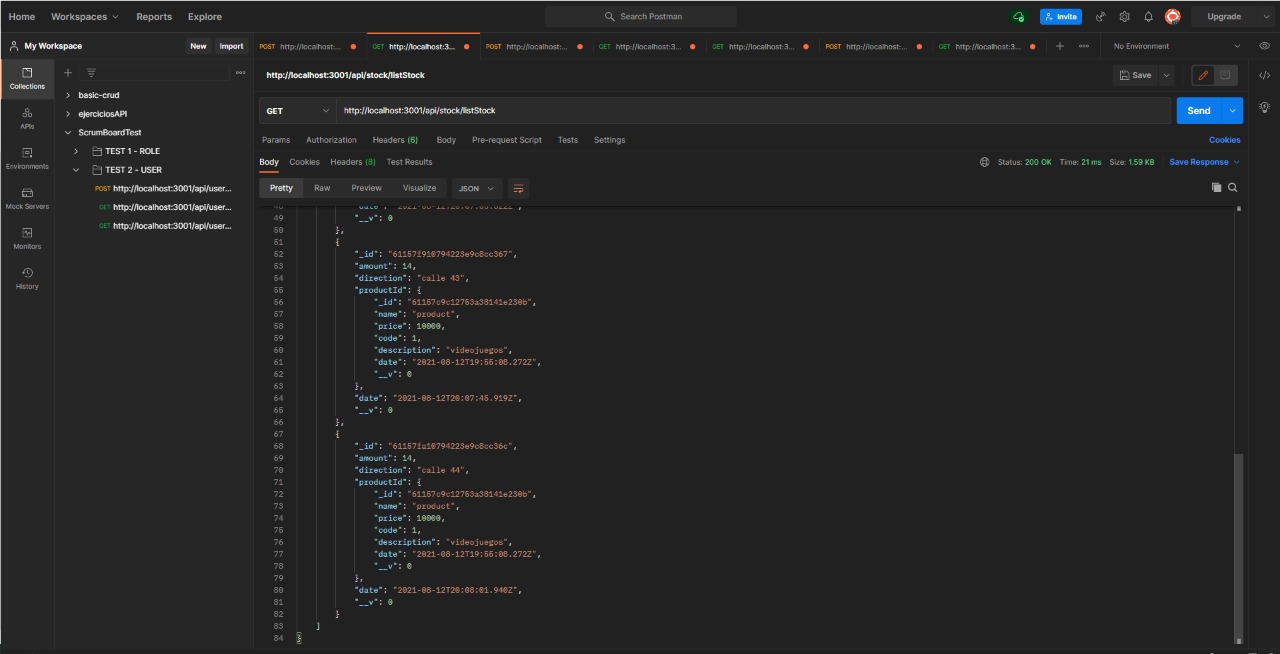 Home Workspaces Reports Explore Search Postman Invite Upgrade
My Workspace New Import
POST http://localhost:... GET http://localhost:3... POST http://localhost:... GET http://localhost:3... GET http://localhost:3... POST http://localhost:... GET http://localhost:3... No Environment
Collections
APIs
Environments
Mock Servers
Monitors
History
basic-crud
ejerciciosAPI
ScrumBoardTest
TEST 1 - ROLE
TEST 2 - USER
POST http://localhost:3001/api/user...
GET http://localhost:3001/api/user...
GET http://localhost:3001/api/user...
http://localhost:3001/api/stock/listStock Save
GET http://localhost:3001/api/stock/listStock Send
Params Authorization Headers (6) Body Pre-request Script Tests Settings Cookies
Body Cookies Headers (8) Test Results Status: 200 OK Time: 21 ms Size: 1.59 KB Save Response
Pretty Raw Preview Visualize JSON
49 "__v": 0
50 },
51 {
52 "_id": "61157f910794223e9c8cc367",
53 "amount": 14,
54 "direction": "calle 43",
55 "productId": {
56 "_id": "61157c9c12753a38141e230b",
57 "name": "product",
58 "price": 10000,
59 "code": 1,
60 "description": "videojuegos",
61 "date": "2021-08-12T19:55:08.272Z",
62 "__v": 0
63 },
64 "date": "2021-08-12T20:07:45.919Z",
65 "__v": 0
66 },
67 {
68 "_id": "61157fa10794223e9c8cc36c",
69 "amount": 14,
70 "direction": "calle 44",
71 "productId": {
72 "_id": "61157c9c12753a38141e230b",
73 "name": "product",
74 "price": 10000,
75 "code": 1,
76 "description": "videojuegos",
77 "date": "2021-08-12T19:55:08.272Z",
78 "__v": 0
79 },
80 "date": "2021-08-12T20:08:01.940Z",
81 "__v": 0
82 }
83 ]
84 }